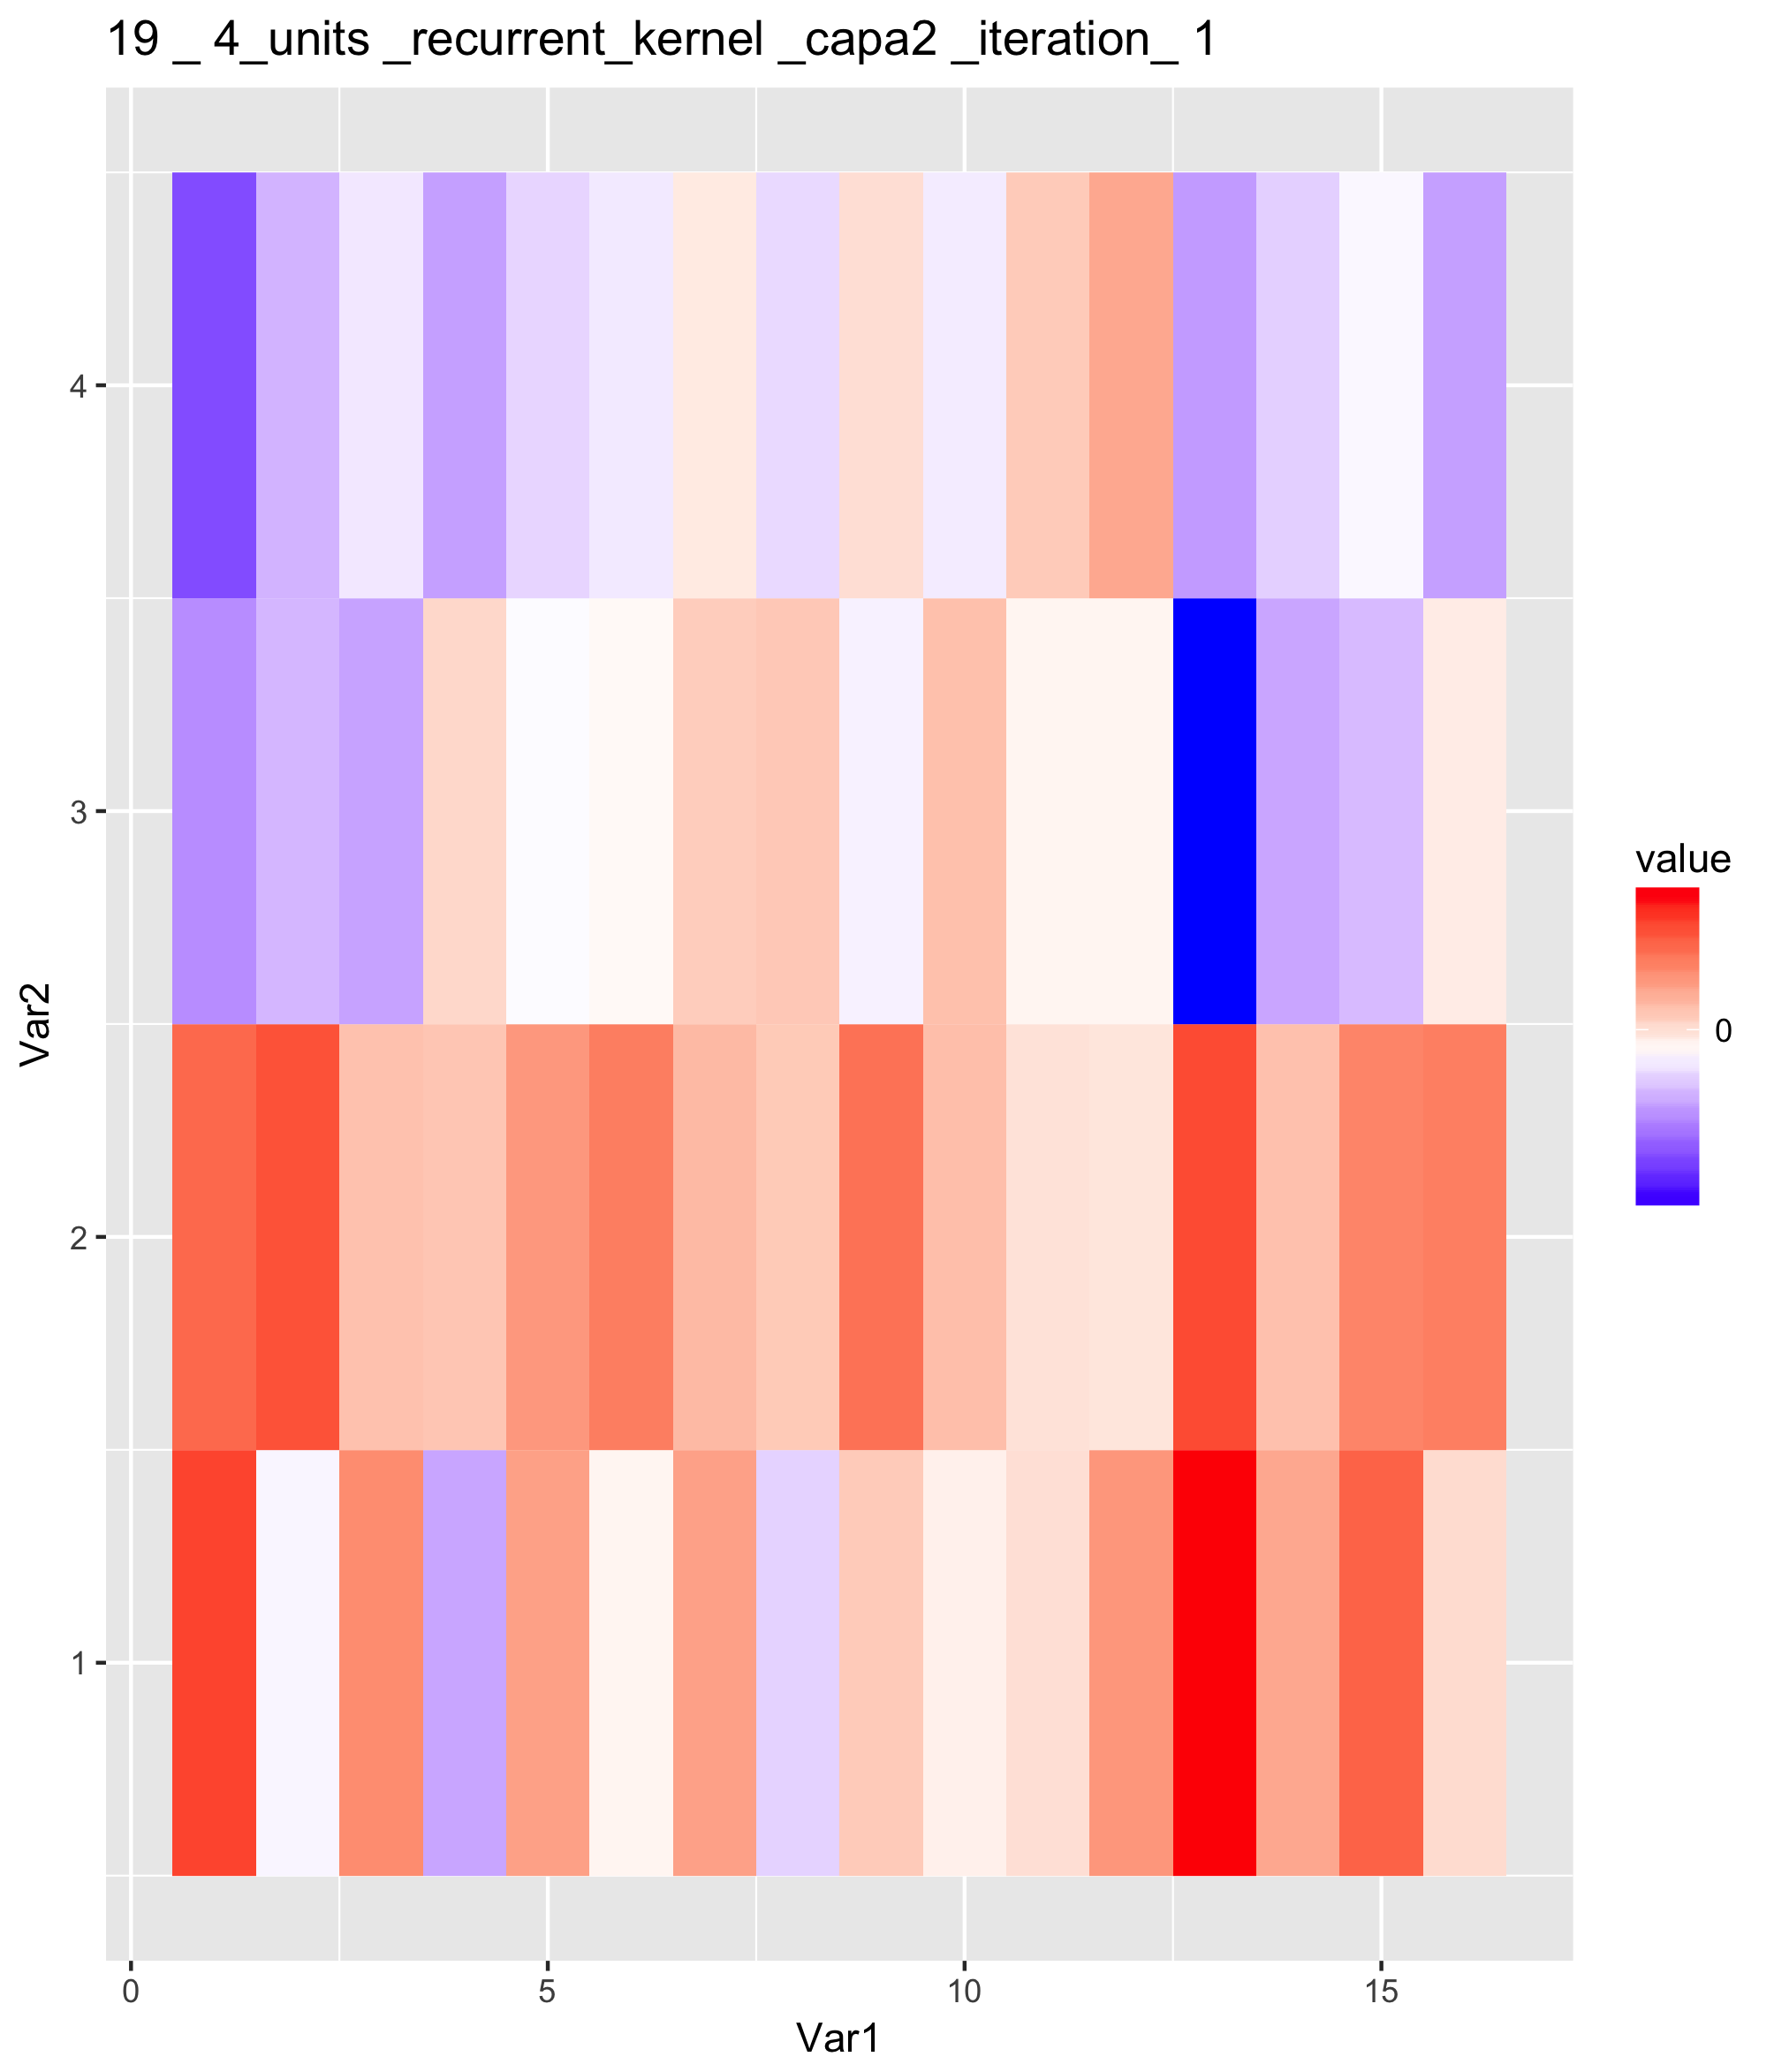 19 _ 4_units _recurrent_kernel _capa2 _iteration_ 1
4
3
2
1
Var2
0
5
10
15
Var1
value
0